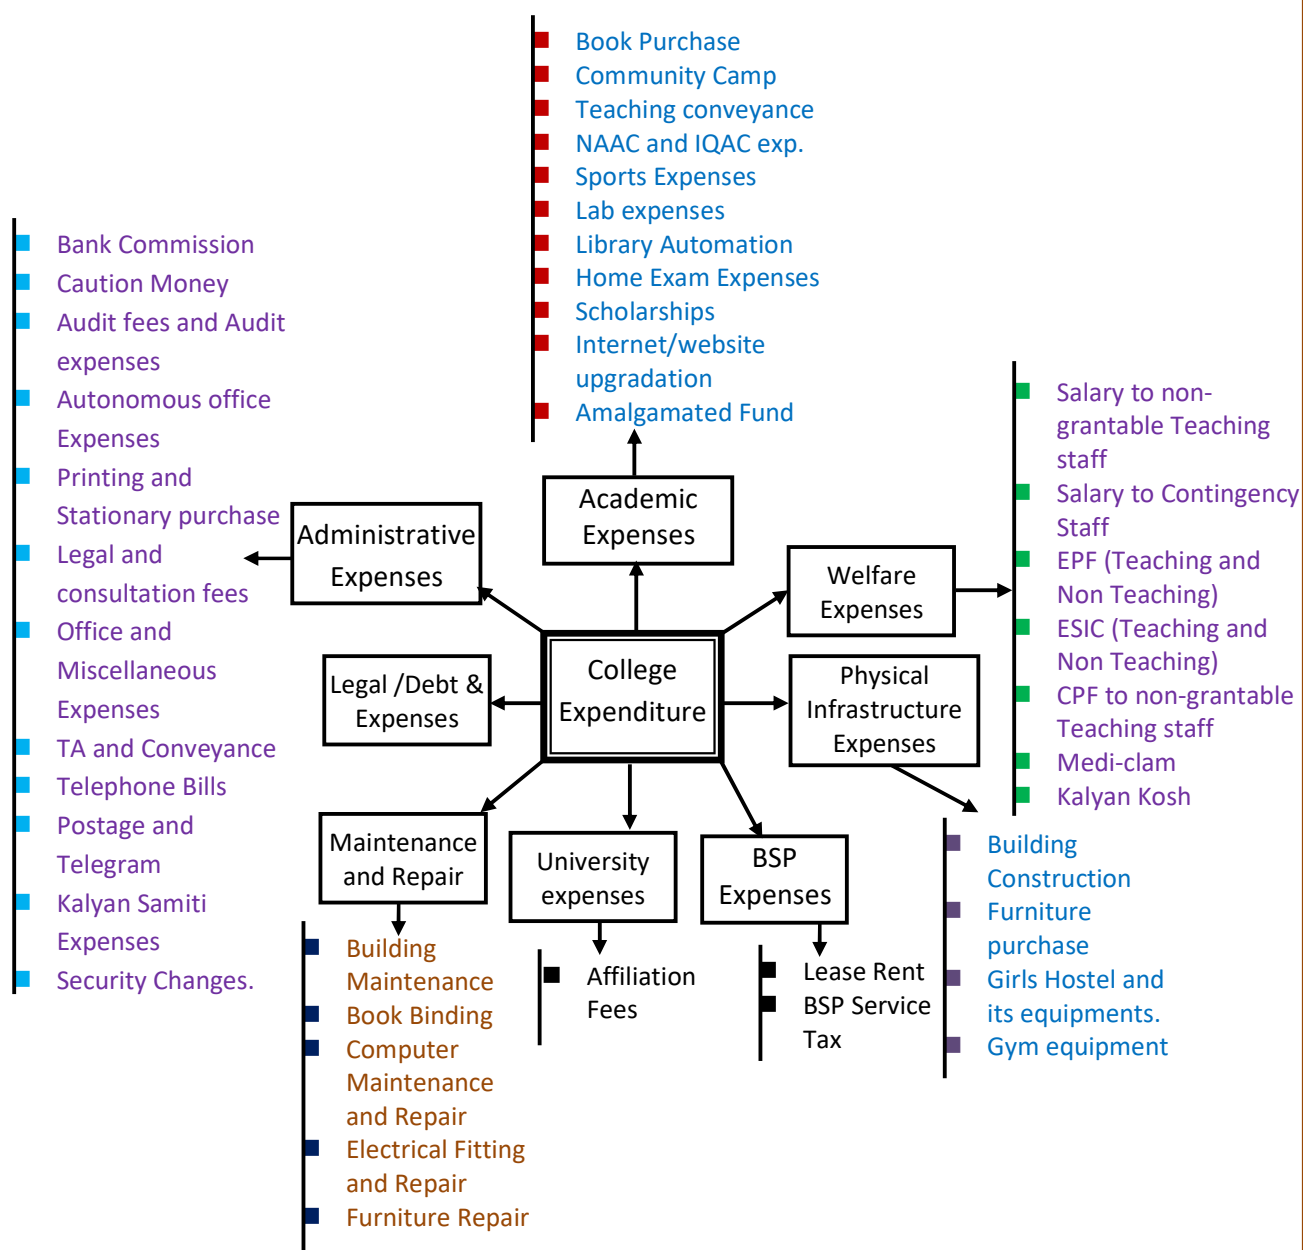 Book Purchase
Community Camp
Teaching conveyance
NAAC and IQAC exp.
Sports Expenses
Lab expenses
Library Automation
Home Exam Expenses
Scholarships
Internet/website
upgradation
Amalgamated Fund
Bank Commission
Caution Money
Audit fees and Audit
expenses
Autonomous office
Expenses
Printing and
Stationary purchase
Legal and
consultation fees
Office and
Miscellaneous
Expenses
TA and Conveyance
Telephone Bills
Postage and
Telegram
Kalyan Samiti
Expenses
Security Changes.
Administrative
Expenses
Academic
Expenses
Welfare
Expenses
Salary to non-
grantable Teaching
staff
Salary to Contingency
Staff
EPF (Teaching and
Non Teaching)
ESIC (Teaching and
Non Teaching)
CPF to non-grantable
Teaching staff
Medi-clam
Kalyan Kosh
Legal /Debt &
Expenses
College
Expenditure
Physical
Infrastructure
Expenses
Maintenance
and Repair
University
expenses
BSP
Expenses
Building
Construction
Furniture
purchase
Girls Hostel and
its equipments.
Gym equipment
Building
Maintenance
Book Binding
Computer
Maintenance
and Repair
Electrical Fitting
and Repair
Furniture Repair
Affiliation
Fees
Lease Rent
BSP Service
Tax